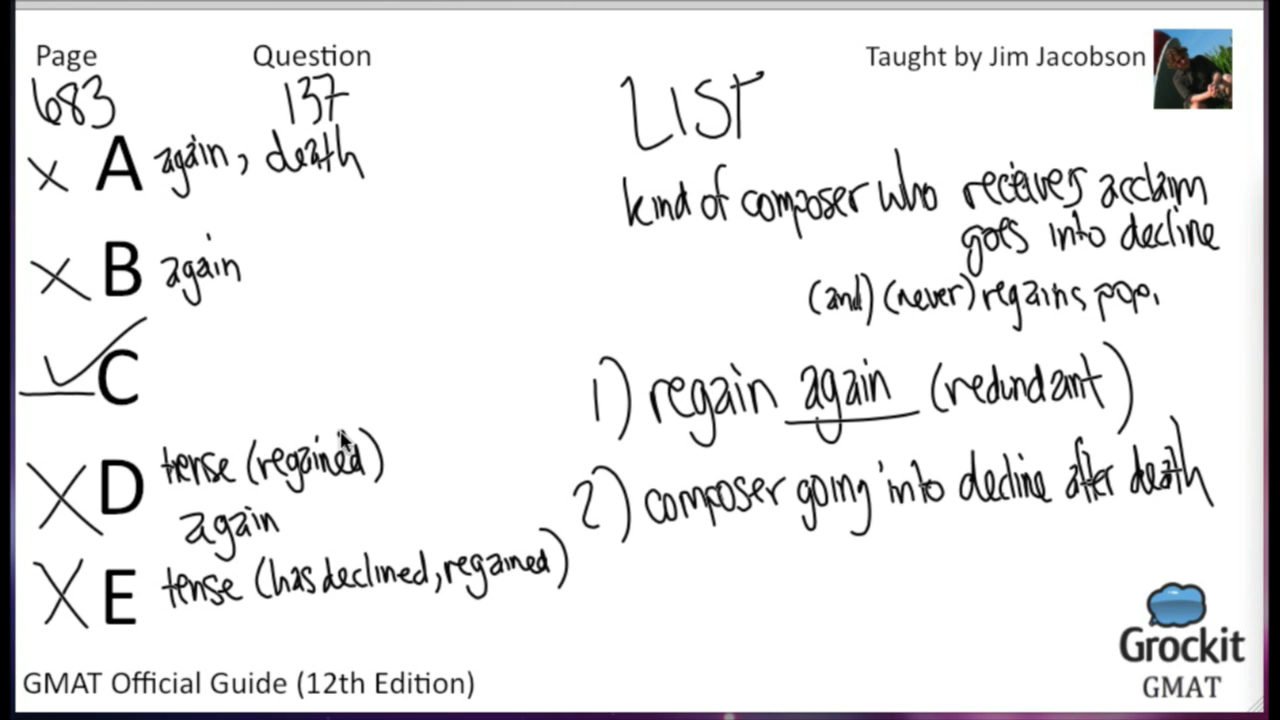 Page Question Taught by Jim Jacobson
683 137 LIST
x A again, death
kind of composer who receives acclaim
goes into decline
X B again
(and) (never) regains pop.
C
1) regain again (redundant)
X D tense (regained)
again
2) composer going into decline after death
X E tense (has declined, regained)
Grockit
GMAT
GMAT Official Guide (12th Edition)